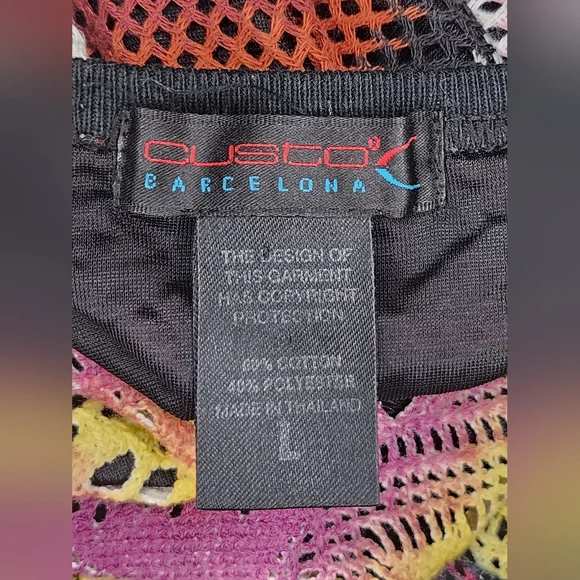 custo
BARCELONA
THE DESIGN OF
THIS GARMENT
HAS COPYRIGHT
PROTECTION
60% COTTON
40% POLYESTER
MADE IN THAILAND
L